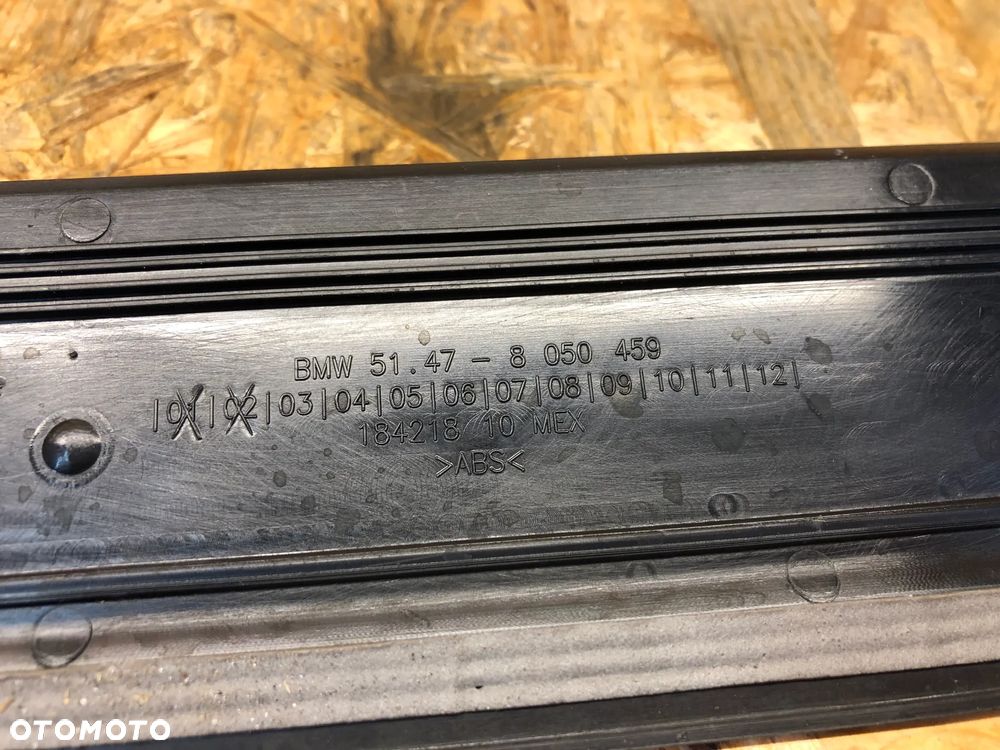 BMW 51.47 - 8 050 459
|01|02|03|04|05|06|07|08|09|10|11|12|
184218 10 MEX
>ABS<
OTOMOTO